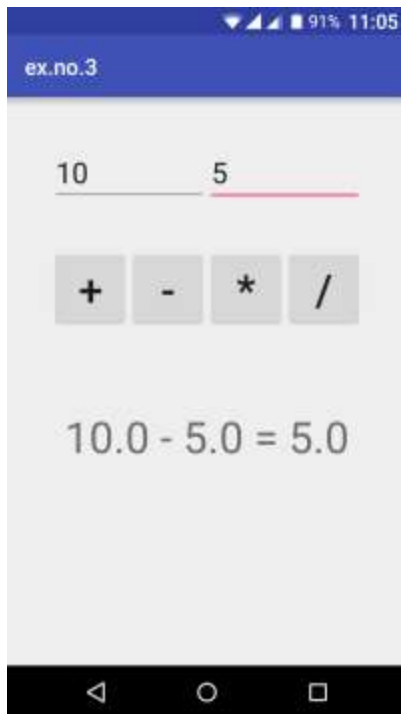 91% 11:05
ex.no.3
10 5
+ - * /
10.0 - 5.0 = 5.0